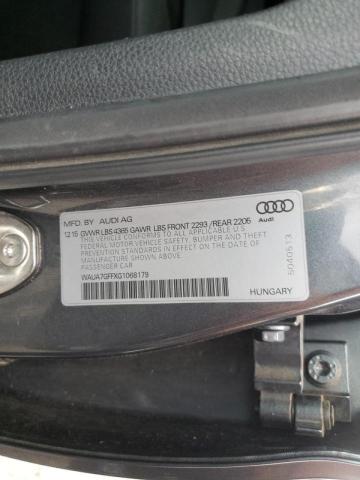 MFD. BY AUDI AG
12.15 GVWR LBS 4365 GAWR LBS FRONT 2293 / REAR 2206
THIS VEHICLE CONFORMS TO ALL APPLICABLE U.S.
FEDERAL MOTOR VEHICLE SAFETY, BUMPER AND THEFT
PREVENTION STANDARDS IN EFFECT ON THE DATE OF
MANUFACTURE SHOWN ABOVE.
PASSENGER CAR
WAUA7GFFXG1068179
Audi
5040513
HUNGARY